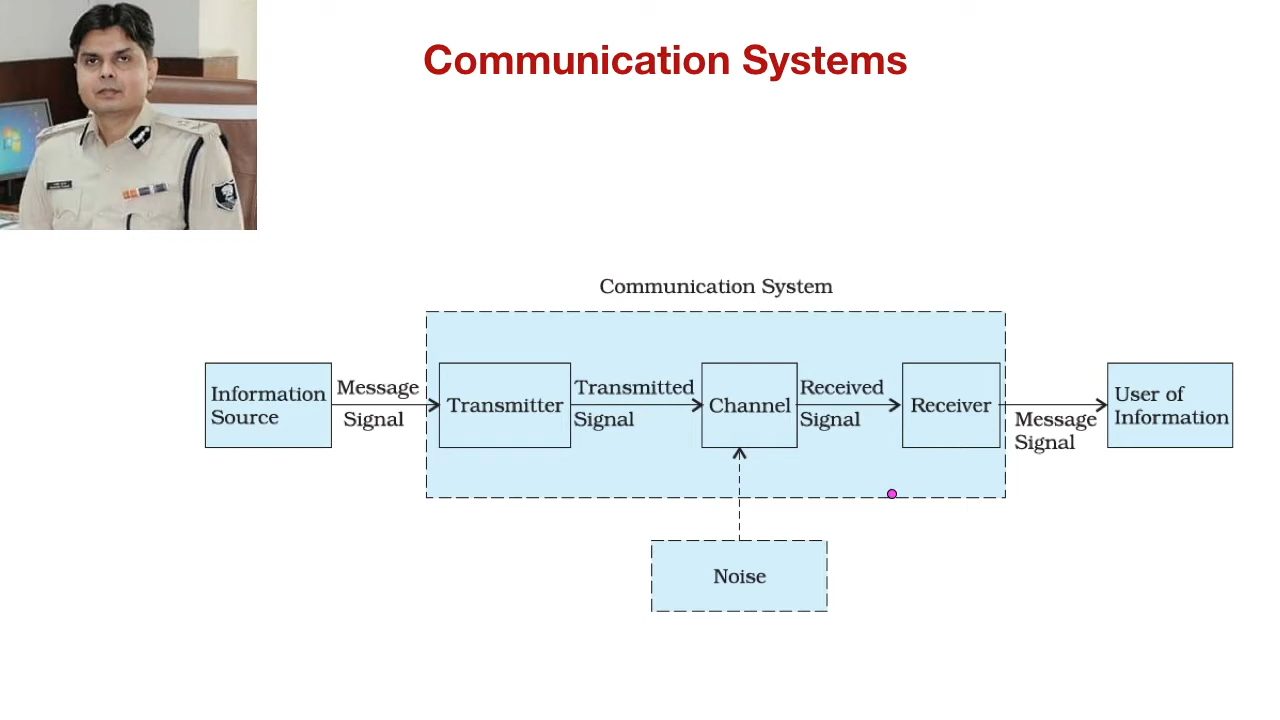 Communication Systems
Communication System
Information
Source
Message
Signal
Transmitter
Transmitted
Signal
Channel
Received
Signal
Receiver
Message
Signal
User of
Information
Noise